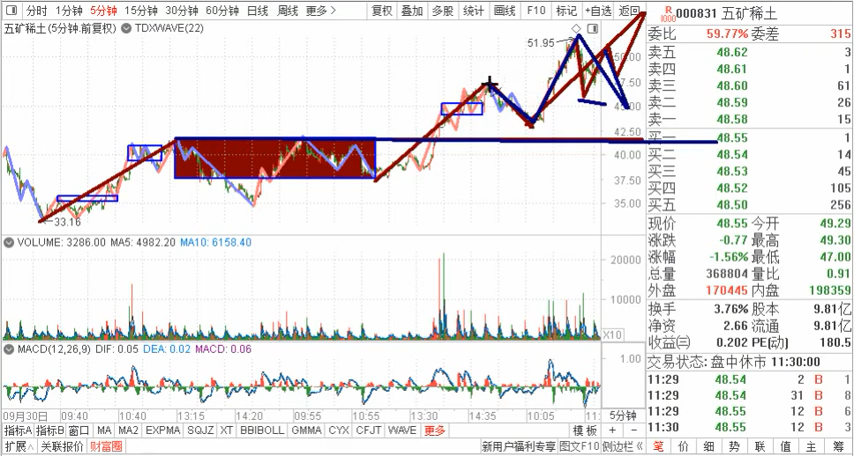 分时 1分钟 5分钟 15分钟 30分钟 60分钟 日线 周线 更多 复权 叠加 多股 统计 画线 F10 标记 +自选 返回
R 1000 000831 五矿稀土
五矿稀土(5分钟.前复权) TDXWAVE(22)
委比 59.77% 委差 315
卖五 48.62 3
卖四 48.61 1
卖三 48.60 61
卖二 48.59 26
卖一 48.58 15
买一 48.55 1
买二 48.54 14
买三 48.53 45
买四 48.52 105
买五 48.50 256
51.95
50.00
47.50
45.00
42.50
40.00
37.50
35.00
33.16
现价 48.55 今开 49.29
涨跌 -0.77 最高 49.30
涨幅 -1.56% 最低 47.00
总量 368804 量比 0.91
外盘 170445 内盘 198359
VOLUME: 3286.00 MA5: 4982.20 MA10: 6158.40
20000
10000
X10
换手 3.76% 股本 9.81亿
净资 2.66 流通 9.81亿
收益(三) 0.202 PE(动) 180.5
MACD(12,26,9) DIF: 0.05 DEA: 0.02 MACD: 0.06
1.00
0.00
交易状态: 盘中休市 11:30:00
11:29 48.54 2 B 1
11:29 48.54 31 B 8
11:29 48.55 12 B 6
11:30 48.55 12 B 3
09月30日 09:40 10:40 13:15 14:20 09:55 10:55 13:30 14:35 10:05 11: 5分钟
指标A 指标B 窗口 MA MA2 EXPMA SQJZ XT BBIBOLL GMMA CYX CFJT WAVE 更多 模板 + −
扩展∧ 关联报价 财富圈 新用户福利专享 图文F10 侧边栏《 笔 价 细 势 联 值 主 筹